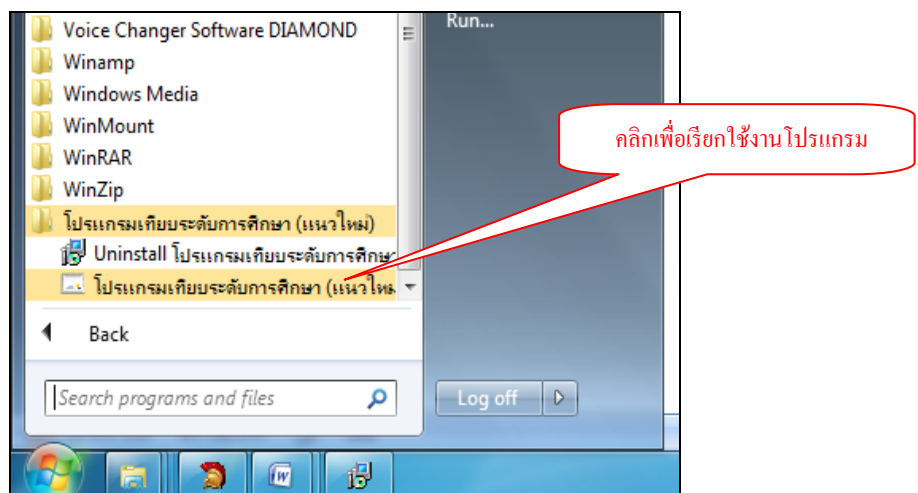 Voice Changer Software DIAMOND
Winamp
Windows Media
WinMount
WinRAR
WinZip
โปรแกรมเทียบระดับการศึกษา (แนวใหม่)
Uninstall โปรแกรมเทียบระดับการศึกษา
โปรแกรมเทียบระดับการศึกษา (แนวใหม
Back
Search programs and files
Run...
Log off
คลิกเพื่อเรียกใช้งานโปรแกรม